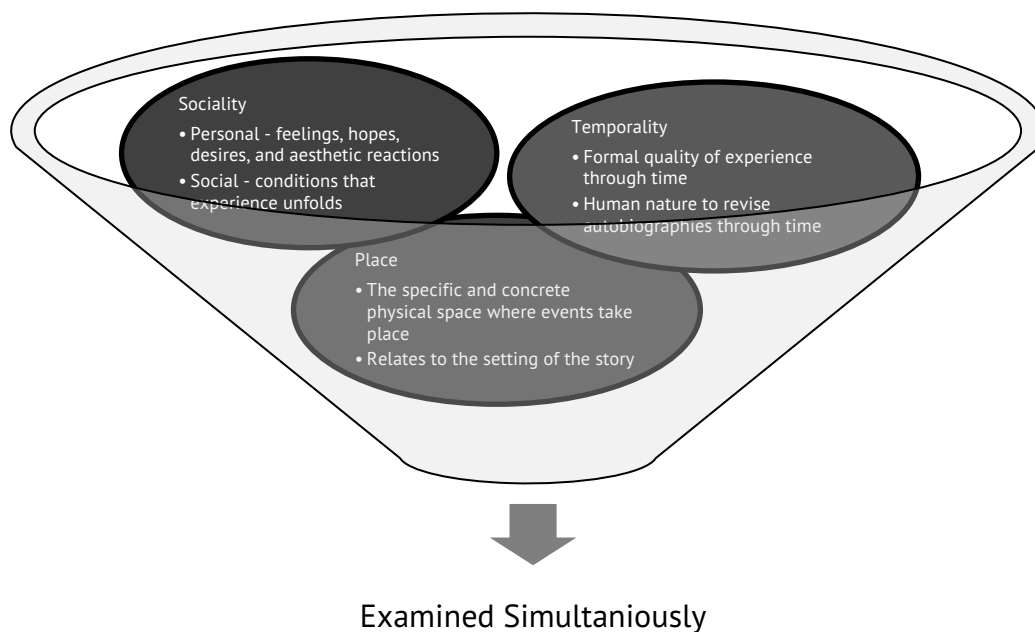 Sociality
• Personal - feelings, hopes,
desires, and aesthetic reactions
• Social - conditions that
experience unfolds
Temporality
• Formal quality of experience
through time
• Human nature to revise
autobiographies through time
Place
• The specific and concrete
physical space where events take
place
• Relates to the setting of the story
Examined Simultaniously